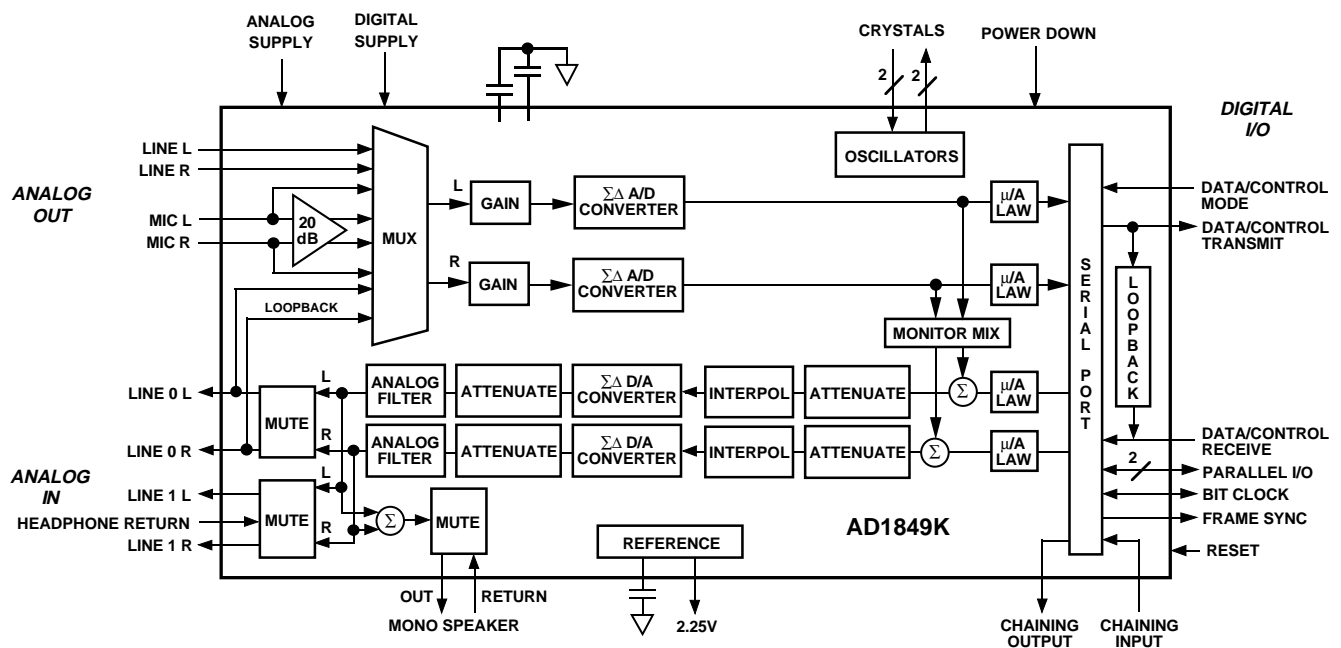 ANALOG
SUPPLY
DIGITAL
SUPPLY
CRYSTALS
POWER DOWN
2
2
DIGITAL
I/O
LINE L
LINE R
ANALOG
OUT
MIC L
MIC R
20
dB
MUX
LOOPBACK
L
GAIN
ΣΔ A/D
CONVERTER
R
GAIN
ΣΔ A/D
CONVERTER
OSCILLATORS
μ/A
LAW
μ/A
LAW
MONITOR MIX
SERIAL PORT
DATA/CONTROL
MODE
DATA/CONTROL
TRANSMIT
LOOPBACK
LINE 0 L
MUTE
L
ANALOG
FILTER
ATTENUATE
ΣΔ D/A
CONVERTER
INTERPOL
ATTENUATE
Σ
μ/A
LAW
LINE 0 R
R
ANALOG
FILTER
ATTENUATE
ΣΔ D/A
CONVERTER
INTERPOL
ATTENUATE
Σ
μ/A
LAW
DATA/CONTROL
RECEIVE
2
PARALLEL I/O
BIT CLOCK
FRAME SYNC
RESET
ANALOG
IN
LINE 1 L
HEADPHONE RETURN
LINE 1 R
MUTE
L
R
Σ
MUTE
REFERENCE
AD1849K
OUT
RETURN
MONO SPEAKER
2.25V
CHAINING
OUTPUT
CHAINING
INPUT